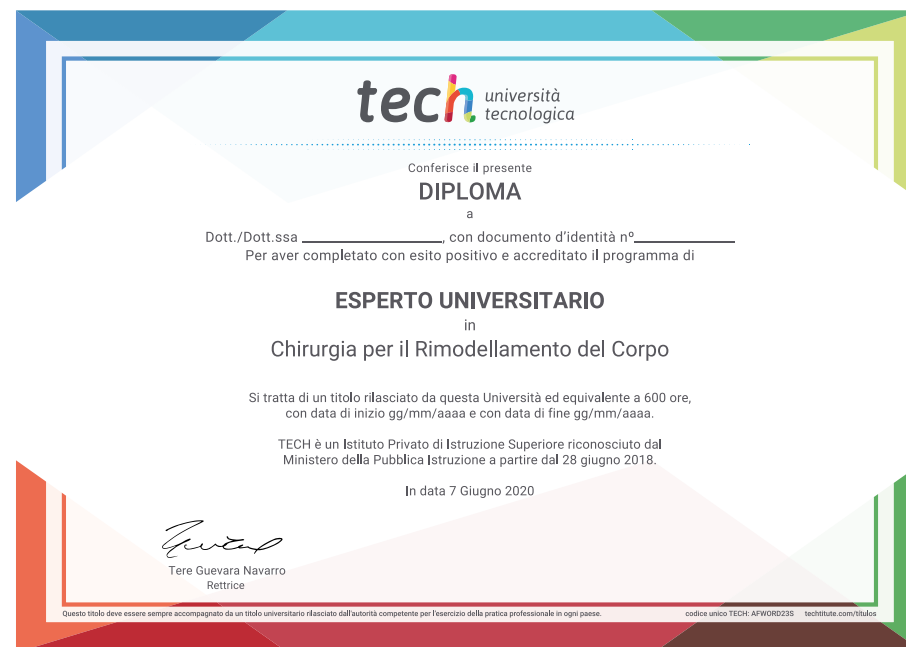 tech università
tecnologica
Conferisce il presente
DIPLOMA
a
Dott./Dott.ssa ____________________, con documento d'identità nº______________
Per aver completato con esito positivo e accreditato il programma di
ESPERTO UNIVERSITARIO
in
Chirurgia per il Rimodellamento del Corpo
Si tratta di un titolo rilasciato da questa Università ed equivalente a 600 ore,
con data di inizio gg/mm/aaaa e con data di fine gg/mm/aaaa.
TECH è un Istituto Privato di Istruzione Superiore riconosciuto dal
Ministero della Pubblica Istruzione a partire dal 28 giugno 2018.
In data 7 Giugno 2020
Tere Guevara Navarro
Rettrice
Questo titolo deve essere sempre accompagnato da un titolo universitario rilasciato dall'autorità competente per l'esercizio della pratica professionale in ogni paese. codice unico TECH: AFWORD23S techtitute.com/titulos